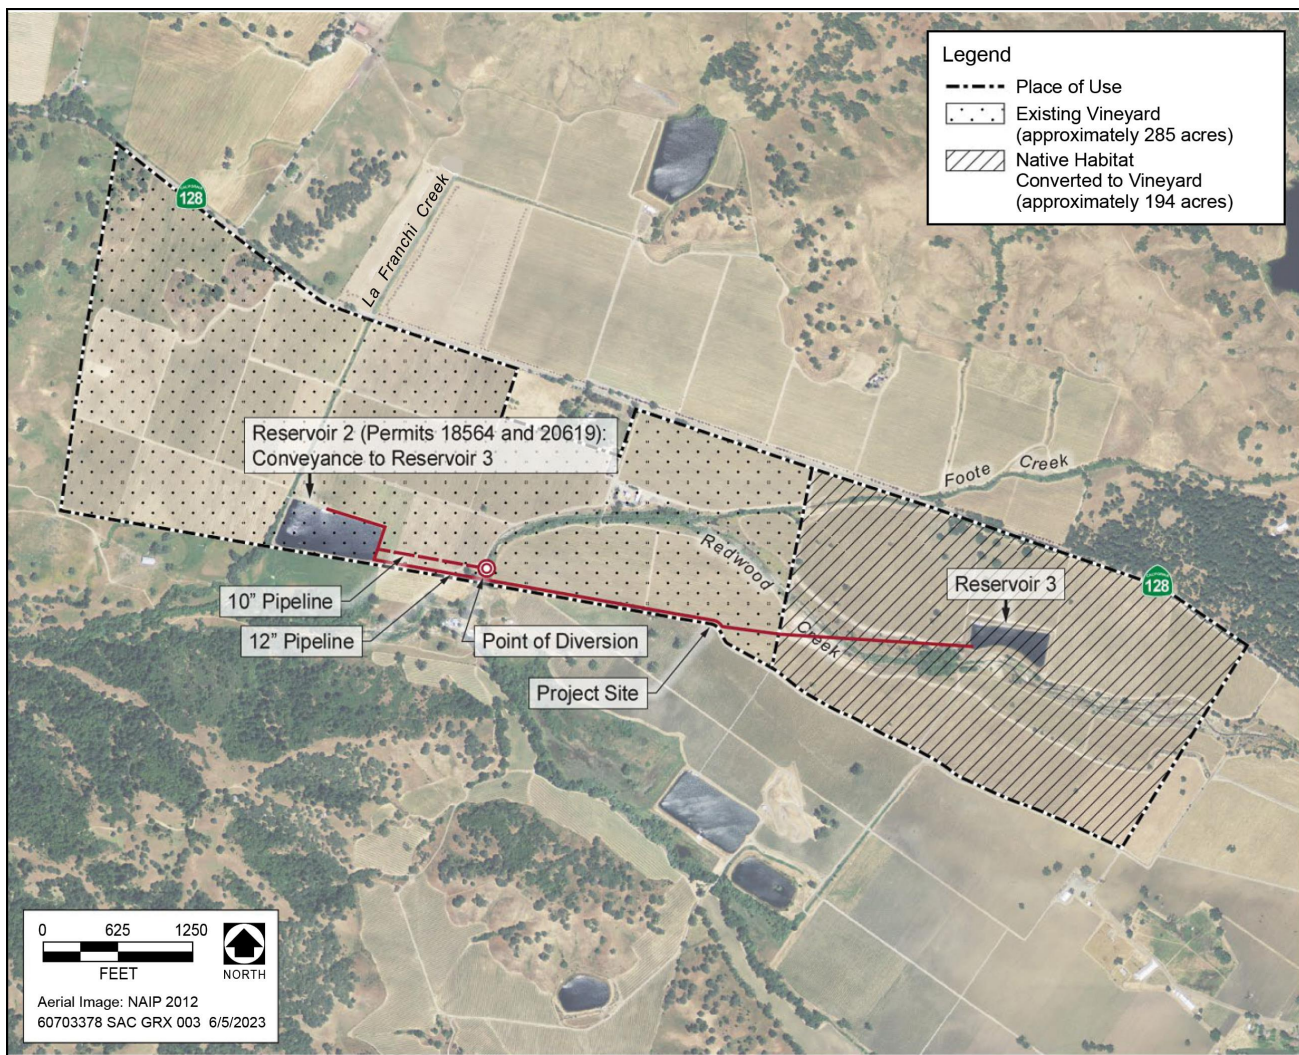 Legend
Place of Use
Existing Vineyard
(approximately 285 acres)
Native Habitat
Converted to Vineyard
(approximately 194 acres)
CALIFORNIA
128
La Franchi Creek
Reservoir 2 (Permits 18564 and 20619):
Conveyance to Reservoir 3
Foote Creek
Redwood
Creek
Reservoir 3
CALIFORNIA
128
10” Pipeline
12” Pipeline
Point of Diversion
Project Site
0 625 1250
FEET
NORTH
Aerial Image: NAIP 2012
60703378 SAC GRX 003 6/5/2023